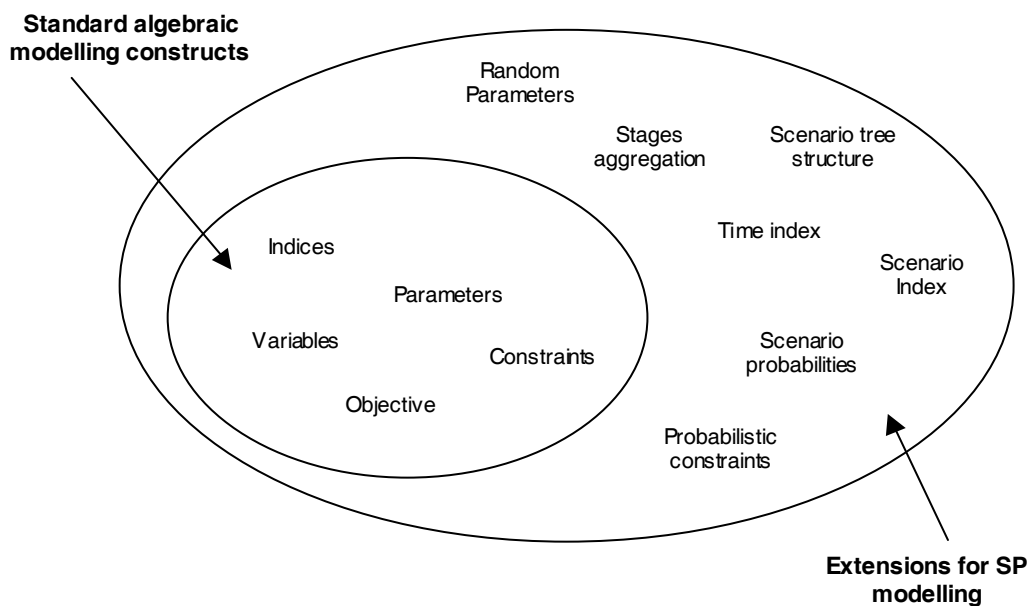 Standard algebraic
modelling constructs
Random
Parameters
Stages
aggregation
Scenario tree
structure
Time index
Scenario
Index
Indices
Parameters
Variables
Constraints
Objective
Scenario
probabilities
Probabilistic
constraints
Extensions for SP
modelling